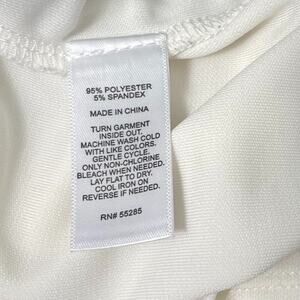 95% POLYESTER
5% SPANDEX
MADE IN CHINA
TURN GARMENT
INSIDE OUT.
MACHINE WASH COLD
WITH LIKE COLORS.
GENTLE CYCLE.
ONLY NON-CHLORINE
BLEACH WHEN NEEDED.
LAY FLAT TO DRY.
COOL IRON ON
REVERSE IF NEEDED.
RN# 55285